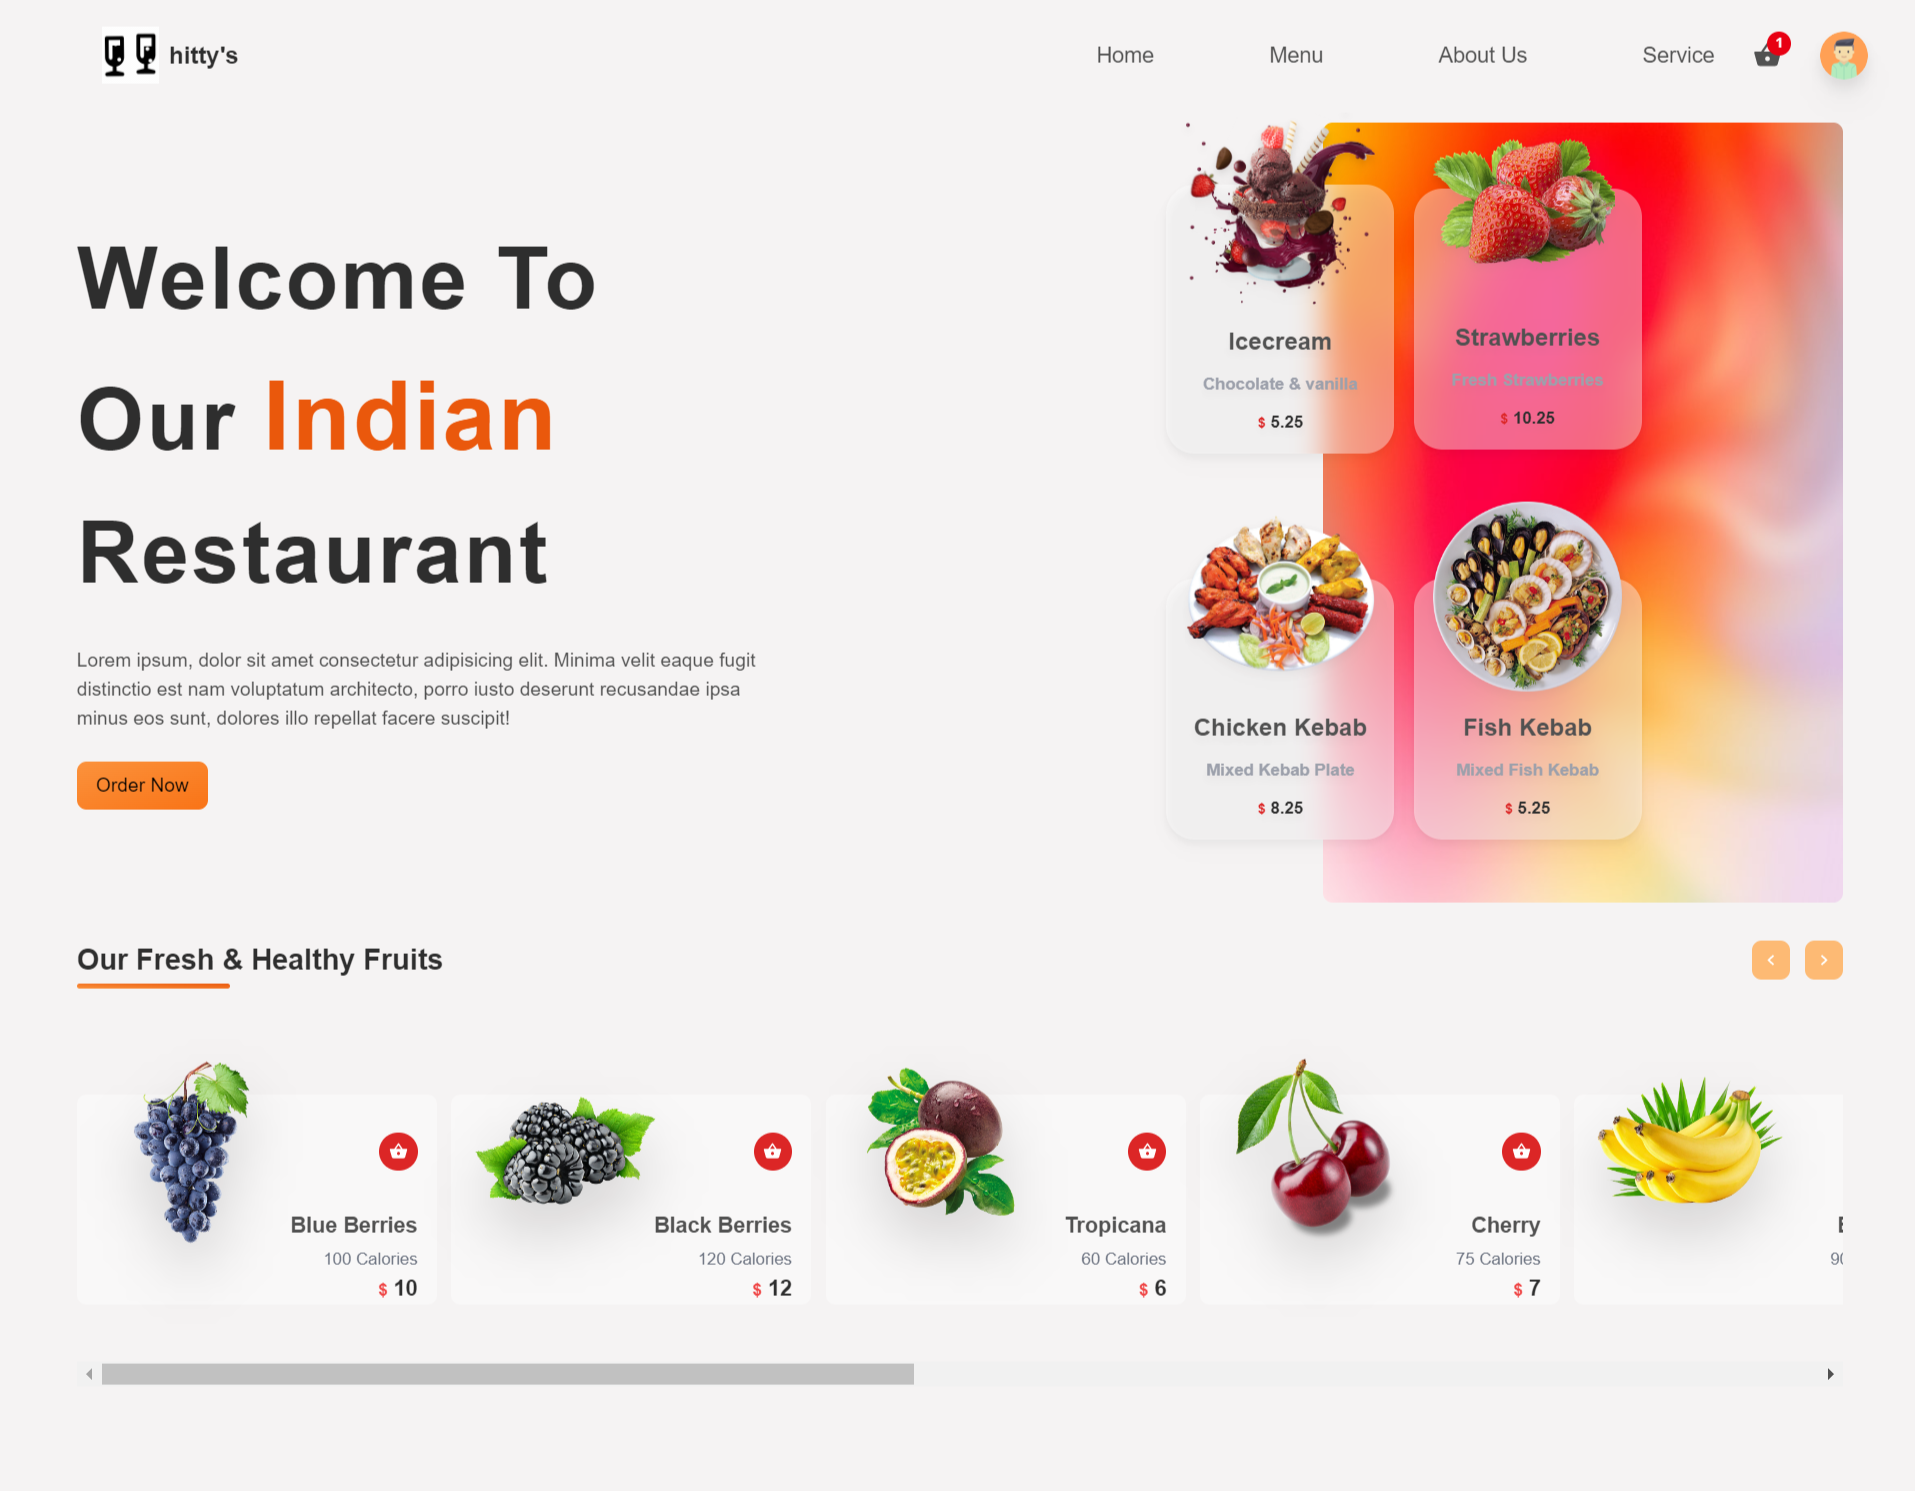 hitty's
Home
Menu
About Us
Service
1
Welcome To
Our Indian
Restaurant
Lorem ipsum, dolor sit amet consectetur adipisicing elit. Minima velit eaque fugit
distinctio est nam voluptatum architecto, porro iusto deserunt recusandae ipsa
minus eos sunt, dolores illo repellat facere suscipit!
Order Now
Icecream
Chocolate & vanilla
$ 5.25
Strawberries
Fresh Strawberries
$ 10.25
Chicken Kebab
Mixed Kebab Plate
$ 8.25
Fish Kebab
Mixed Fish Kebab
$ 5.25
Our Fresh & Healthy Fruits
Blue Berries
100 Calories
$ 10
Black Berries
120 Calories
$ 12
Tropicana
60 Calories
$ 6
Cherry
75 Calories
$ 7